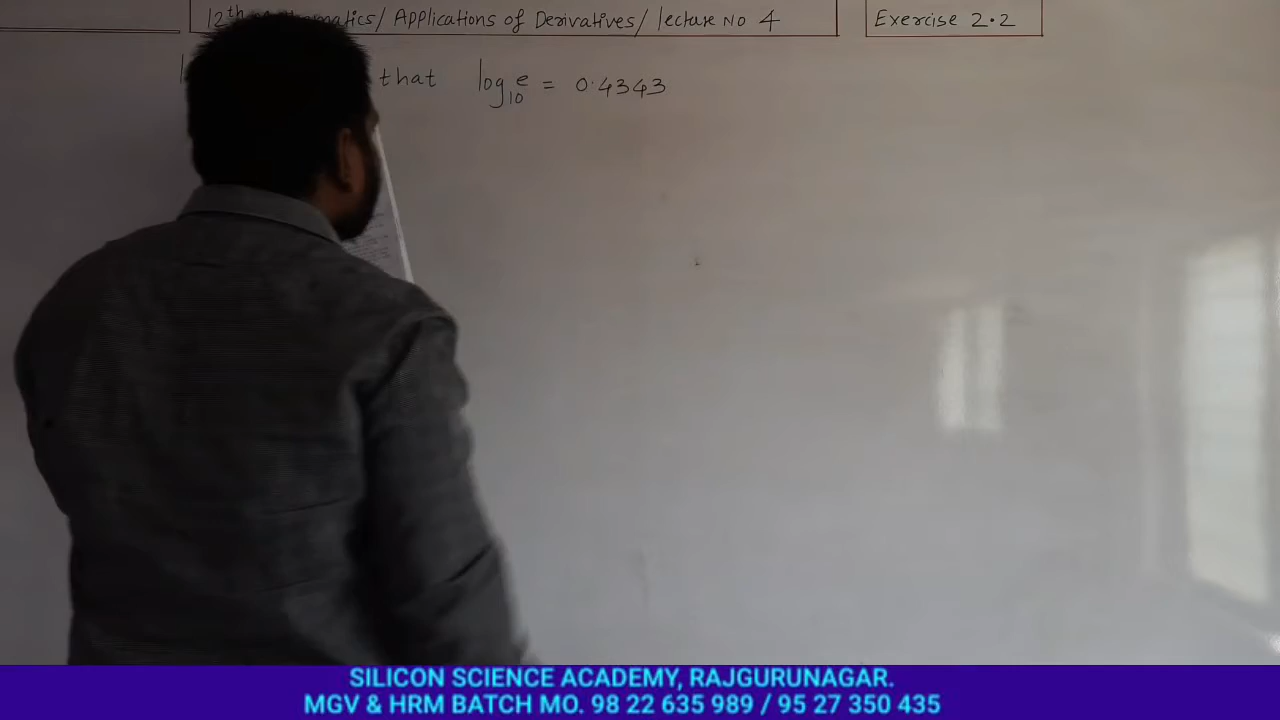 12th / Applications of Derivatives / lecture No 4
Exercise 2.2
that log₁₀ e = 0.4343
SILICON SCIENCE ACADEMY, RAJGURUNAGAR.
MGV & HRM BATCH MO. 98 22 635 989 / 95 27 350 435